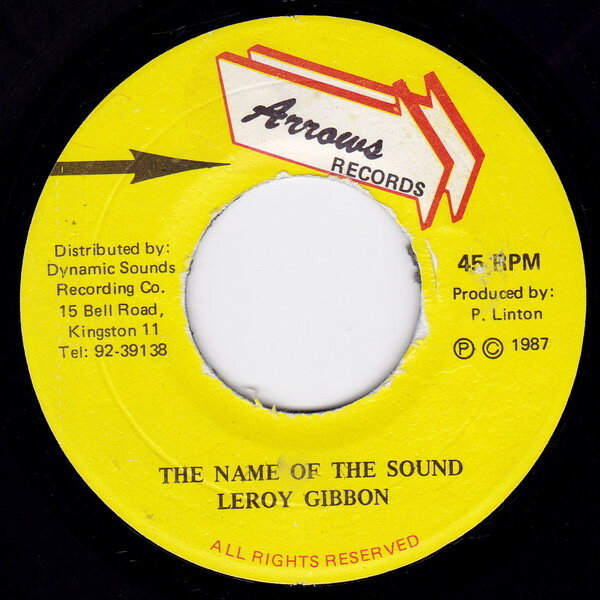 Arrows
RECORDS
Distributed by:
Dynamic Sounds
Recording Co.
15 Bell Road,
Kingston 11
Tel: 92-39138
45 RPM
Produced by:
P. Linton
℗ © 1987
THE NAME OF THE SOUND
LEROY GIBBON
ALL RIGHTS RESERVED